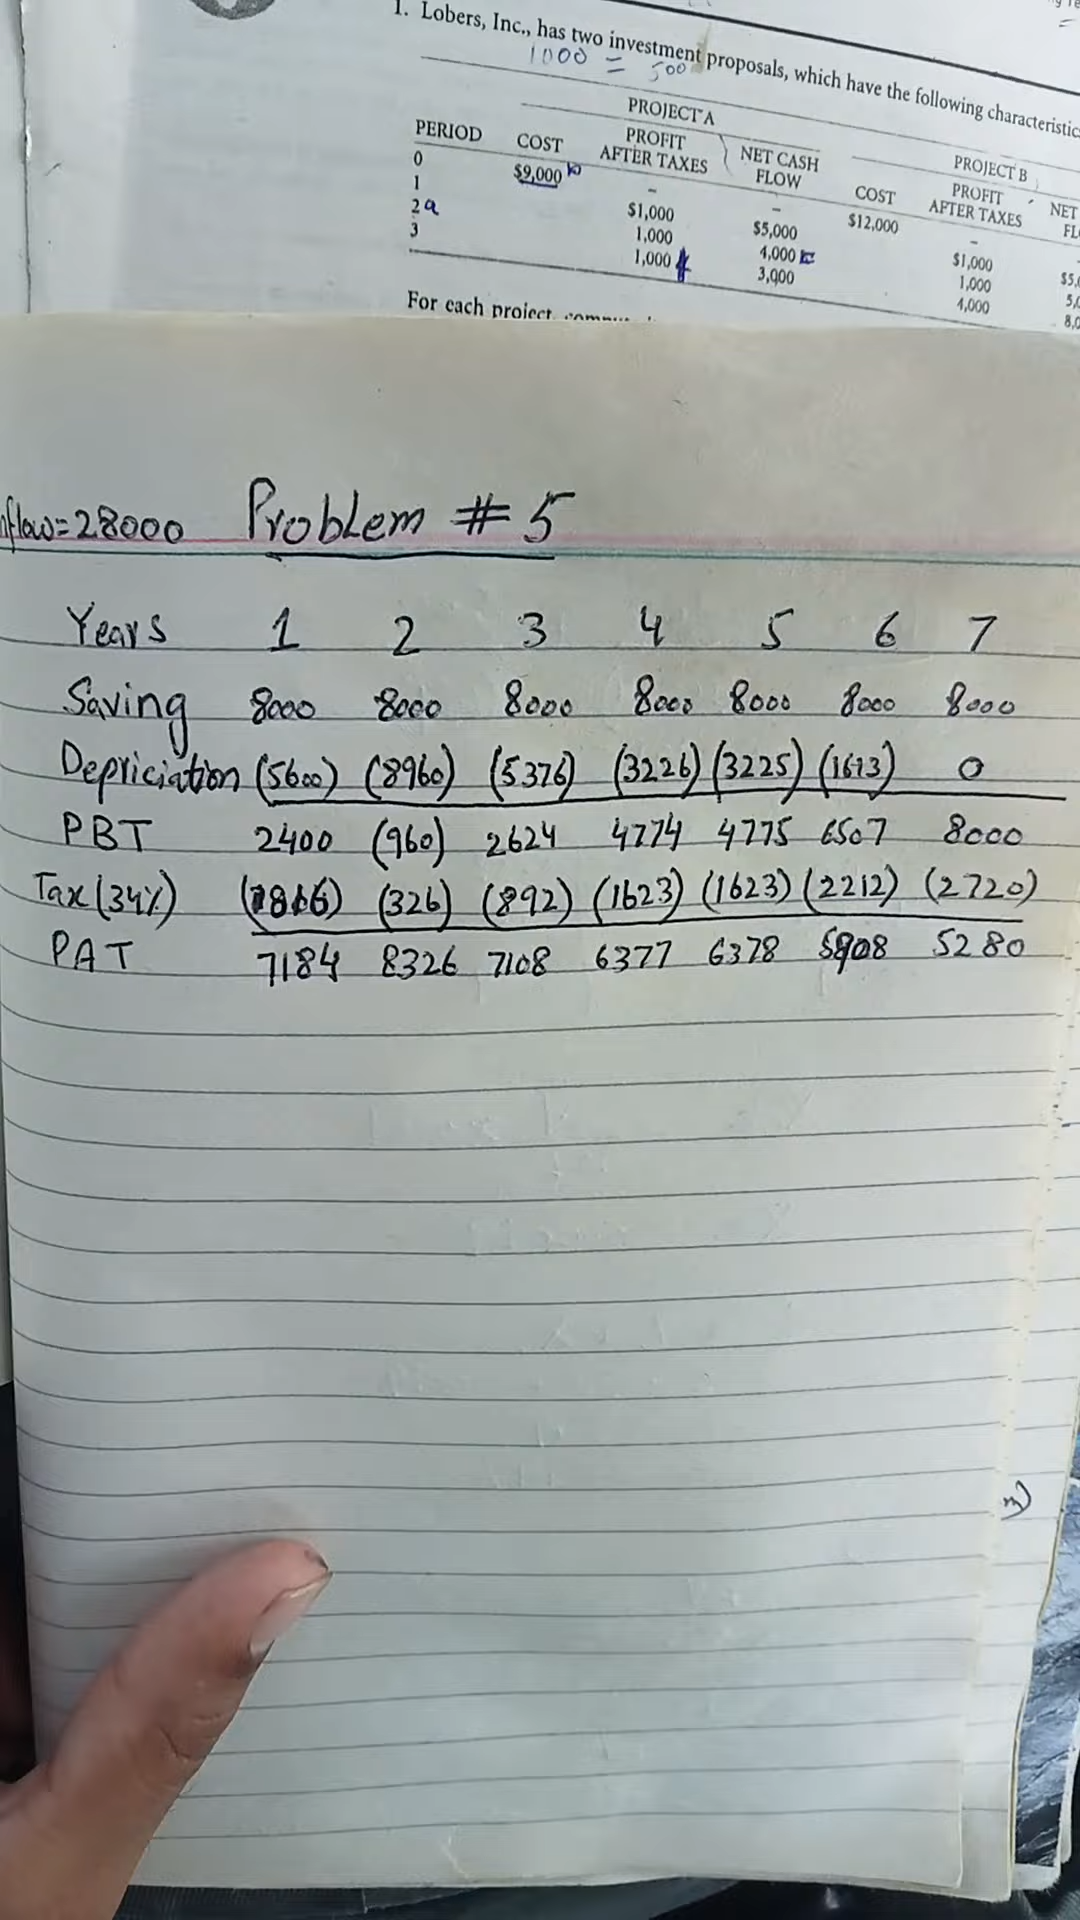 1. Lobers, Inc., has two investment proposals, which have the following
1000 = 500
PROJECT A
PROJECT B
PERIOD COST PROFIT AFTER TAXES NET CASH FLOW COST PROFIT AFTER TAXES NET
0 $9,000 – – $12,000 –
1 $1,000 $5,000 $1,000
2 1,000 4,000 1,000
3 1,000 3,000 4,000
For each project,
=28000 Problem # 5
Years 1 2 3 4 5 6 7
Saving 8000 8000 8000 8000 8000 8000 8000
Depriciation (5600) (8960) (5376) (3226) (3225) (1613) 0
PBT 2400 (960) 2624 4774 4775 6507 8000
Tax (34%) (816) (326) (892) (1623) (1623) (2212) (2720)
PAT 7184 8326 7108 6377 6378 5908 5280